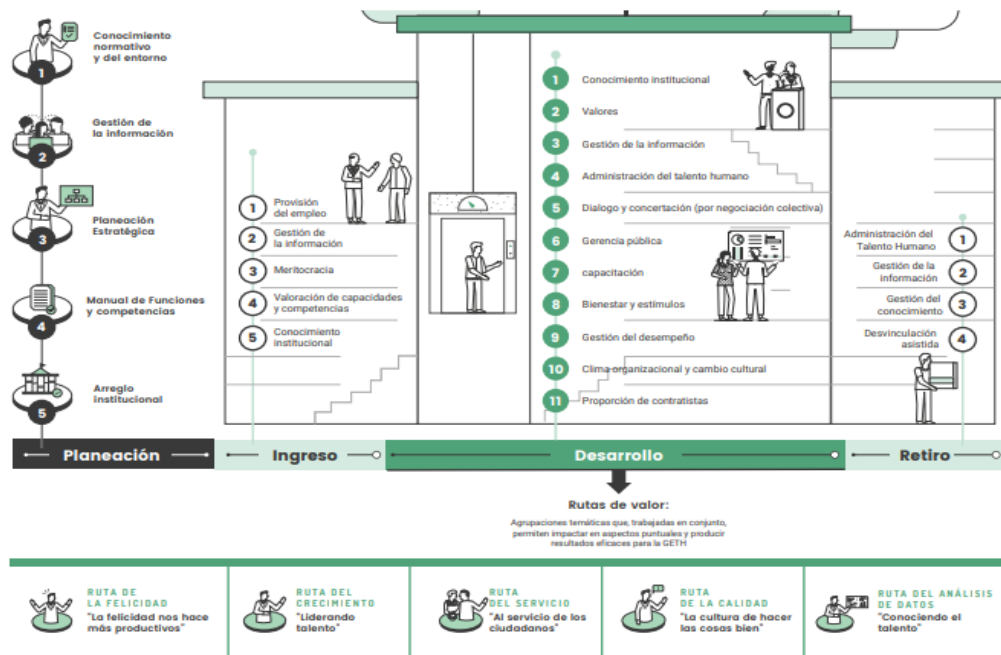 1
Conocimiento
normativo
y del entorno
2
Gestión de
la información
3
Planeación
Estratégica
4
Manual de Funciones
y competencias
5
Arreglo
institucional
1
Provisión
del empleo
2
Gestión de
la información
3
Meritocracia
4
Valoración de capacidades
y competencias
5
Conocimiento
institucional
1 Conocimiento institucional
2 Valores
3 Gestión de la información
4 Administración del talento humano
5 Dialogo y concertación (por negociación colectiva)
6 Gerencia pública
7 capacitación
8 Bienestar y estímulos
9 Gestión del desempeño
10 Clima organizacional y cambio cultural
11 Proporción de contratistas
Administración del
Talento Humano
1
Gestión de la
información
2
Gestión del
conocimiento
3
Desvinculación
asistida
4
Planeación
Ingreso
Desarrollo
Retiro
Rutas de valor:
Agrupaciones temáticas que, trabajadas en conjunto,
permiten impactar en aspectos puntuales y producir
resultados eficaces para la GETH
RUTA DE
LA FELICIDAD
"La felicidad nos hace
más productivos"
RUTA DEL
CRECIMIENTO
"Liderando
talento"
RUTA
DEL SERVICIO
"Al servicio de los
ciudadanos"
RUTA
DE LA CALIDAD
"La cultura de hacer
las cosas bien"
RUTA DEL ANÁLISIS
DE DATOS
"Conociendo el
talento"